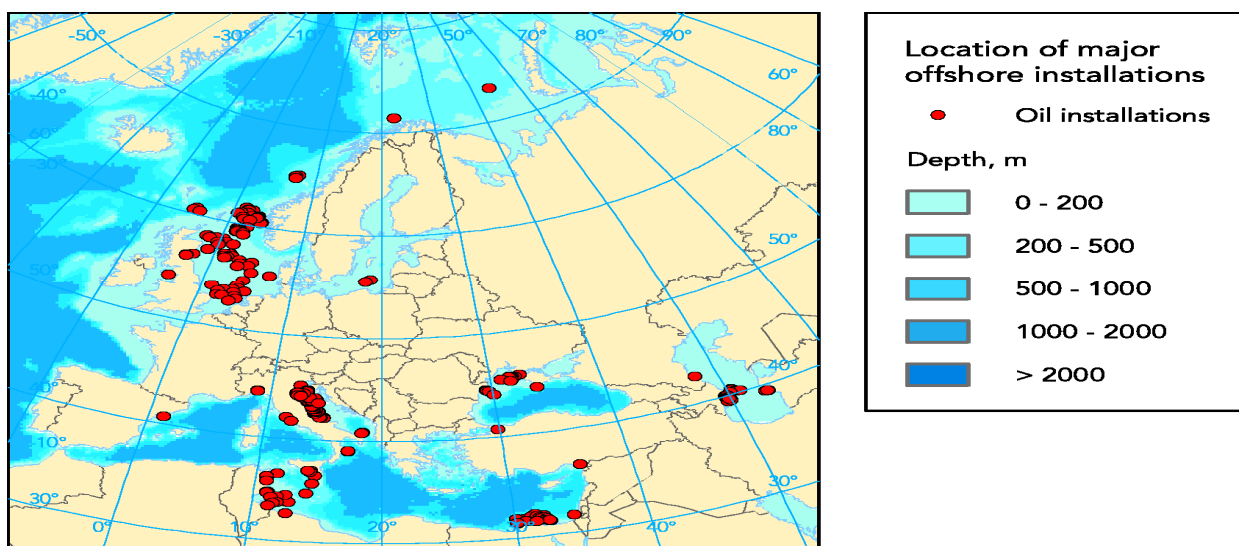 -50° -30° -10° 20° 70° 80° 90°
60°
-40°
80°
60°
-30°
50°
50°
40°
40°
-10°
30°
30°
0° 10° 20° 30° 40°
Location of major
offshore installations
Oil installations
Depth, m
0 - 200
200 - 500
500 - 1000
1000 - 2000
> 2000